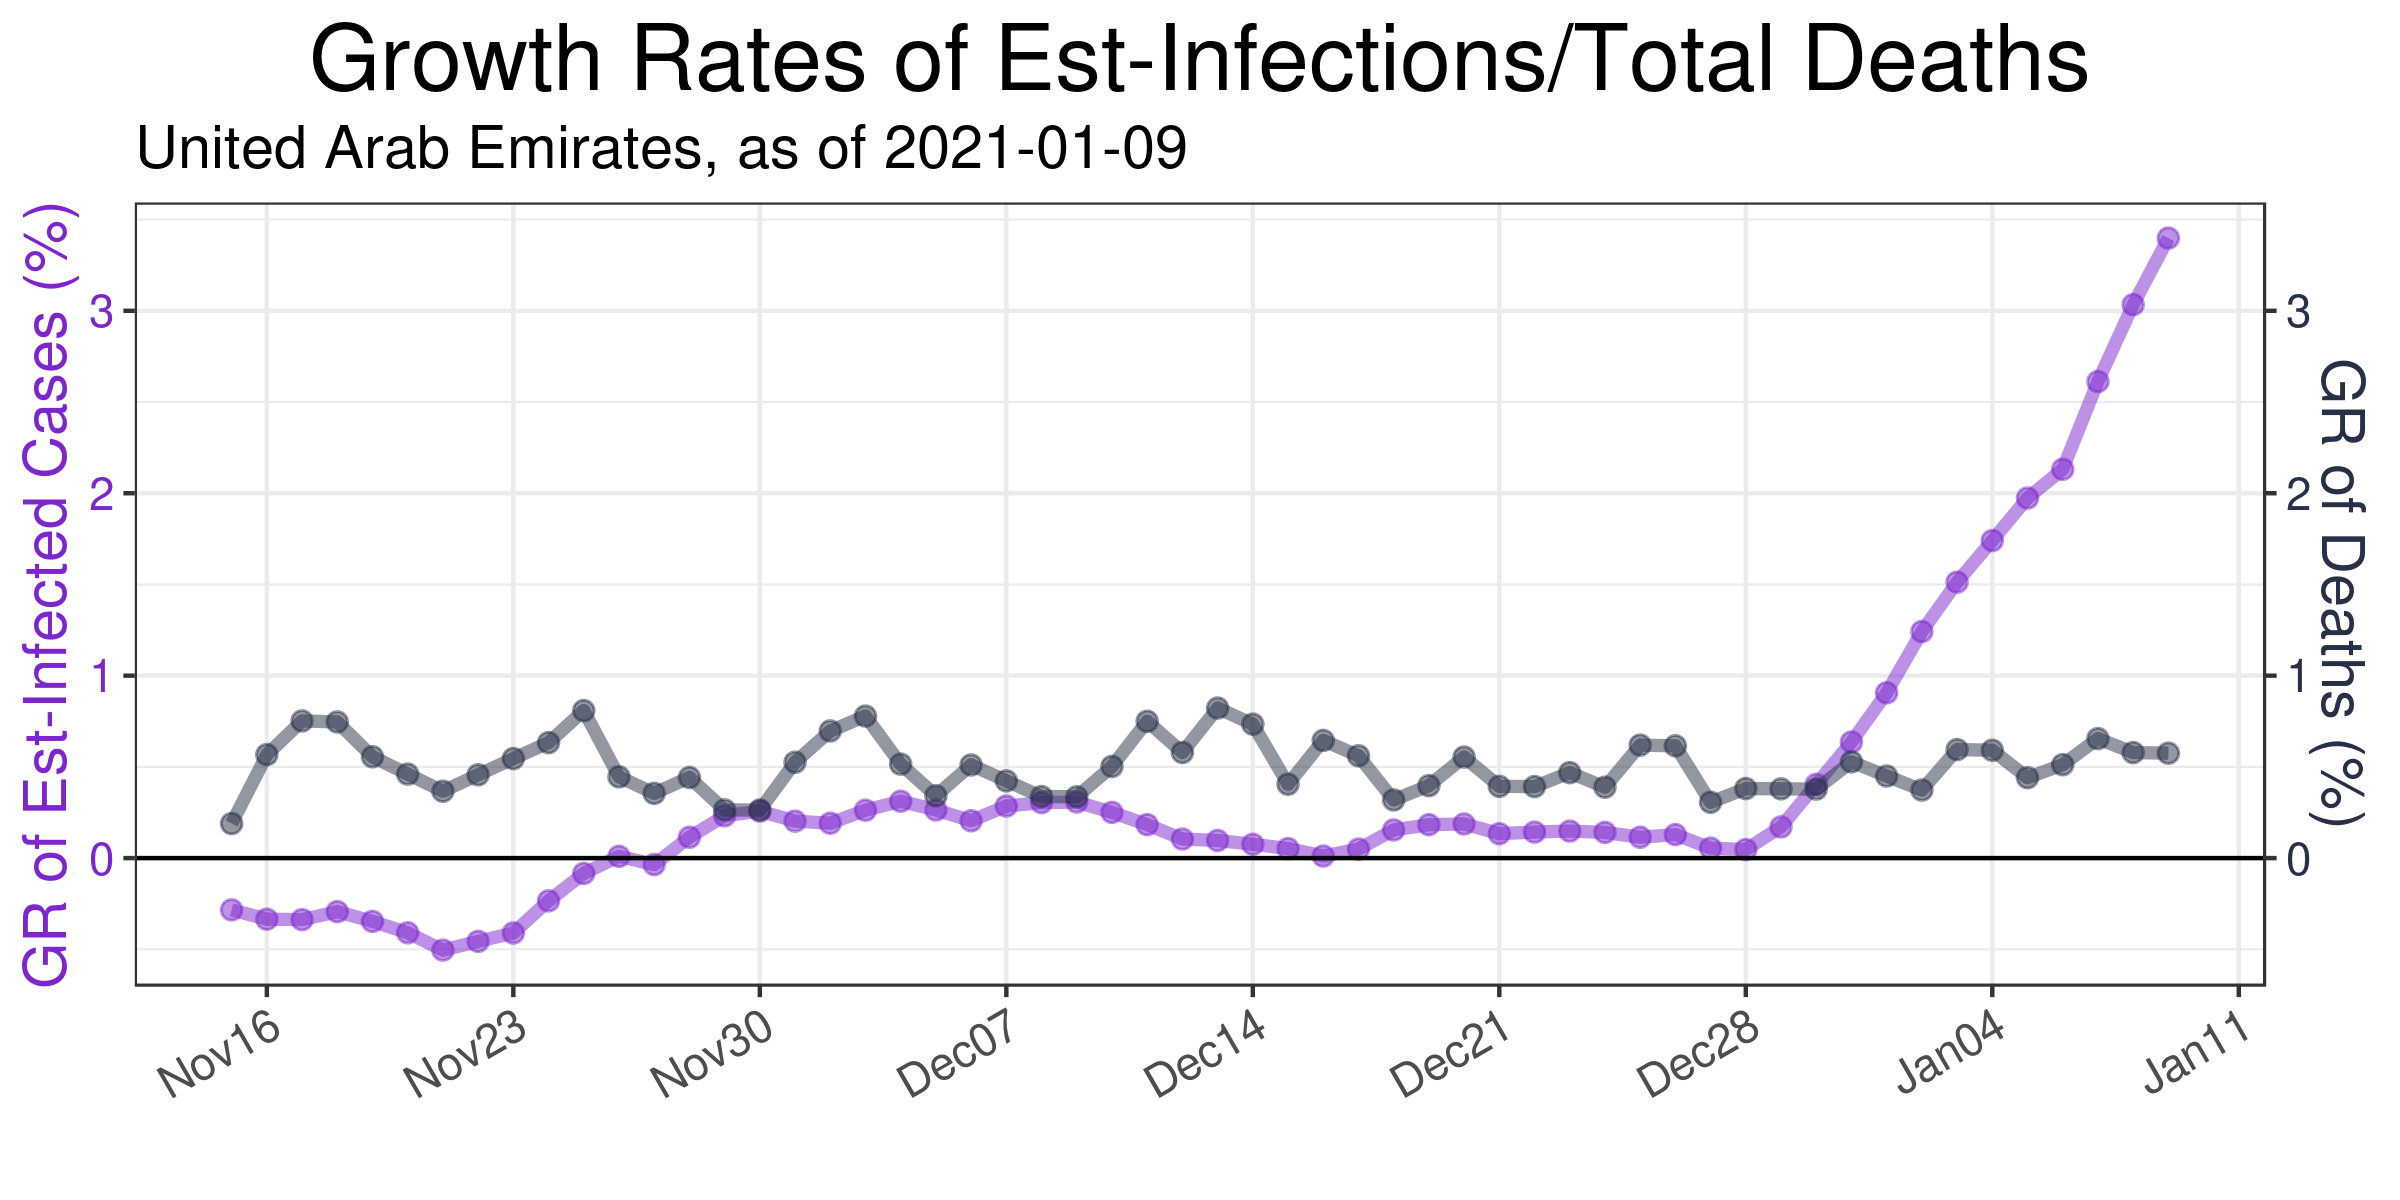 Growth Rates of Est-Infections/Total Deaths
United Arab Emirates, as of 2021-01-09
GR of Est-Infected Cases (%)
3
2
1
0
3
2
1
0
GR of Deaths (%)
Nov16
Nov23
Nov30
Dec07
Dec14
Dec21
Dec28
Jan04
Jan11